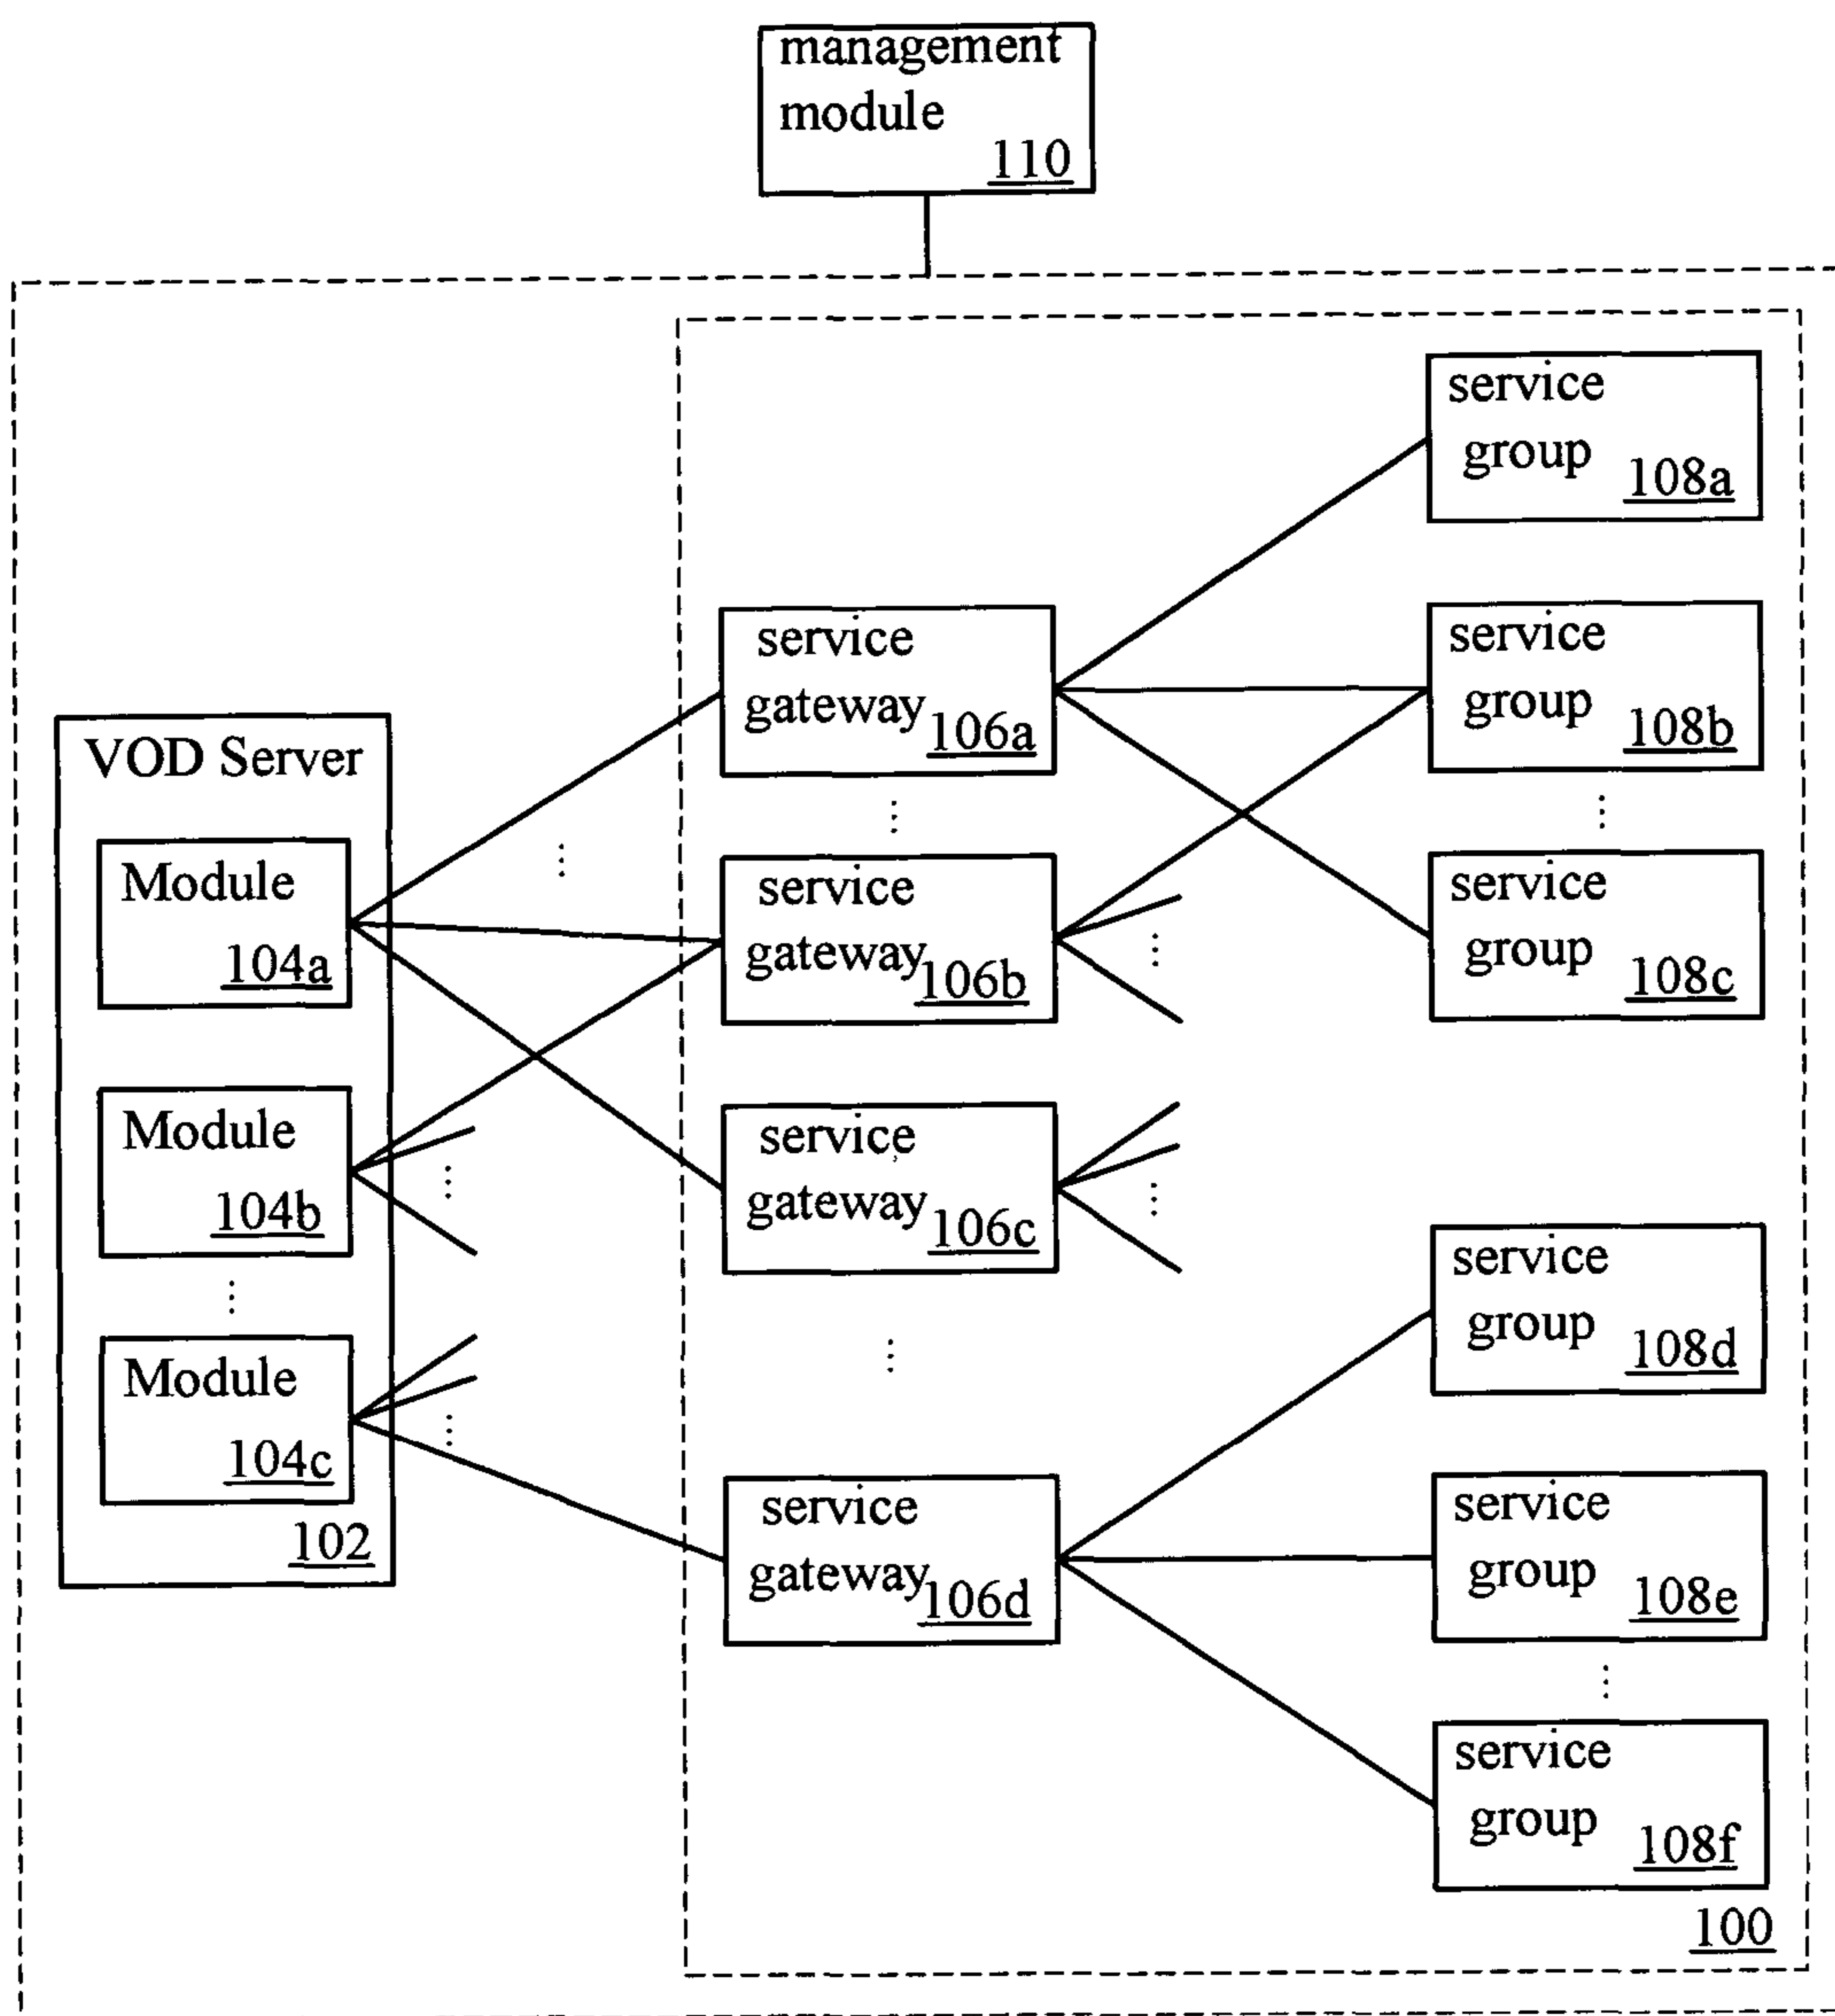 management
module
110
service
group
108a
service
gateway
106a
service
group
108b
VOD Server
Module
104a
service
gateway
106b
service
group
108c
Module
104b
service
gateway
106c
service
group
108d
Module
104c
102
service
gateway
106d
service
group
108e
service
group
108f
100